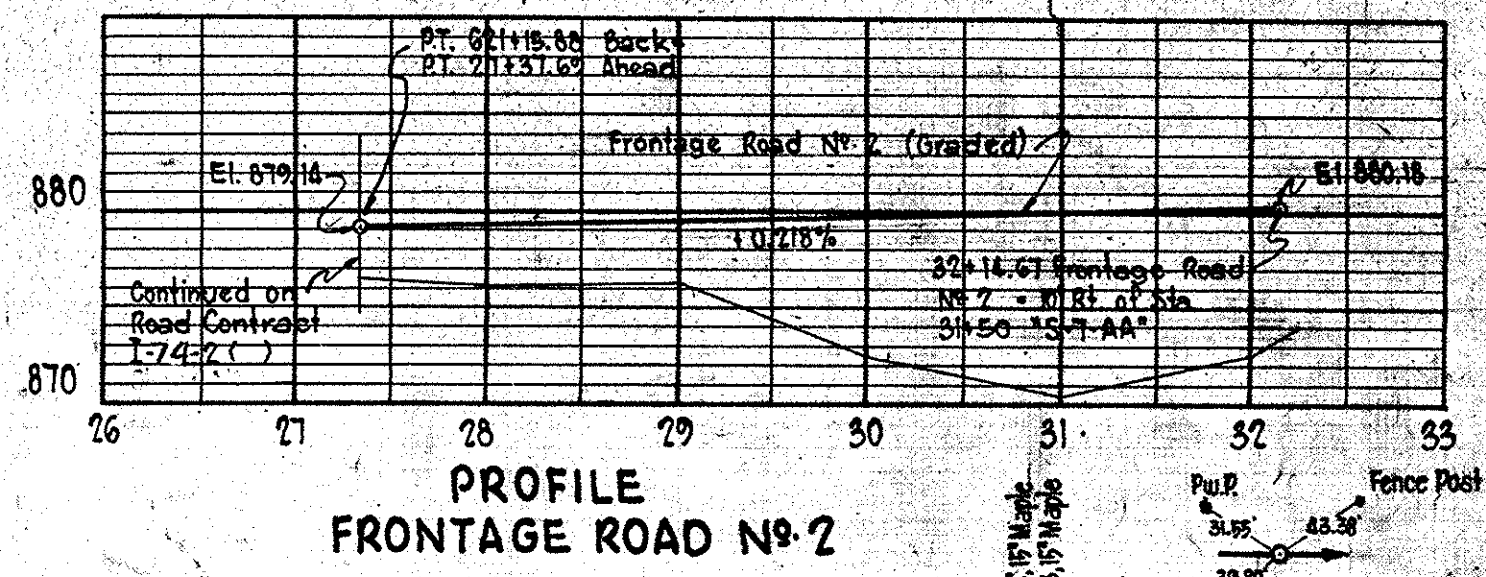 P.T. 621+15.88 Back
P.T. 27+37.69 Ahead
Frontage Road Nº 2 (Graded)
El. 879.14
El. 880.18
880
+0.218%
32+14.67 Frontage Road
Nº 2 = Rt of Sta
31+50 "S-7-AA"
Continued on
Road Contract
I-74-2 ( )
870
26 27 28 29 30 31 32 33
PROFILE
FRONTAGE ROAD Nº 2
15" Maple
15" Maple
P.w.P.
Fence Post
31.55'
43.38'